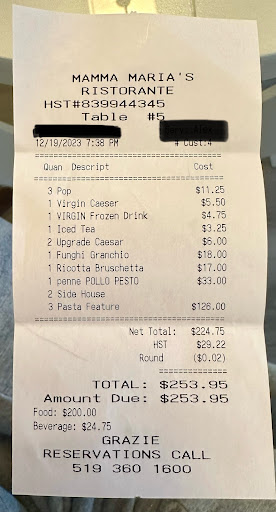 MAMMA MARIA'S
RISTORANTE
HST#839944345
Table #5
12/19/2023 7:38 PM # Cust:4
Quan Descript Cost
3 Pop $11.25
1 Virgin Caeser $5.50
1 VIRGIN Frozen Drink $4.75
1 Iced Tea $3.25
2 Upgrade Caesar $6.00
1 Funghi Granchio $18.00
1 Ricotta Bruschetta $17.00
1 penne POLLO PESTO $33.00
2 Side House
3 Pasta Feature $126.00
Net Total: $224.75
HST $29.22
Round ($0.02)
TOTAL: $253.95
Amount Due: $253.95
Food: $200.00
Beverage: $24.75
GRAZIE
RESERVATIONS CALL
519 360 1600